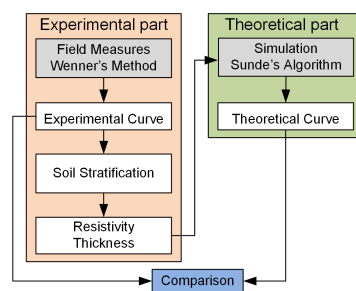 Experimental part
Field Measures
Wenner's Method
Experimental Curve
Soil Stratification
Resistivity
Thickness
Theoretical part
Simulation
Sunde's Algorithm
Theoretical Curve
Comparison